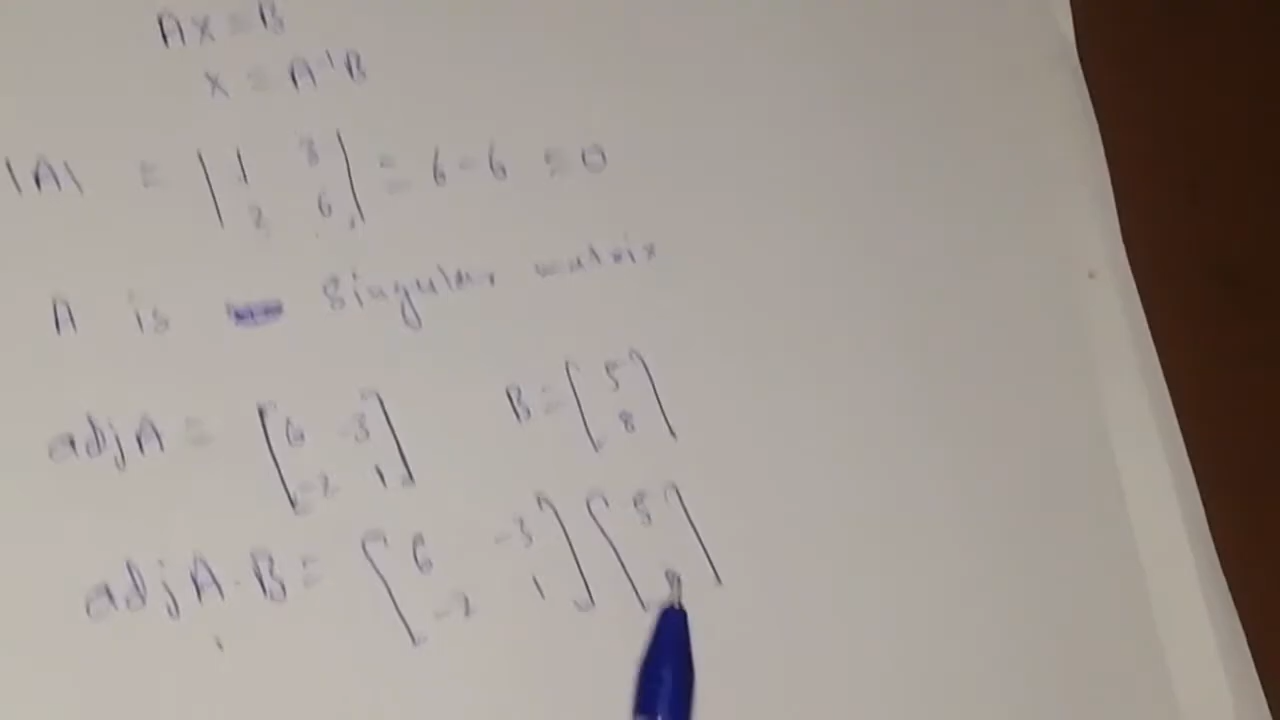 AX = B
X = A⁻¹B
|A| = | 1 3 | = 6 - 6 = 0
| 2 6 |
A is singular matrix
adj A = [ 6 -3 ] B = [ 5 ]
[ -2 1 ] [ 8 ]
adj A · B = [ 6 -3 ] [ 5 ]
[ -2 1 ] [ 8 ]